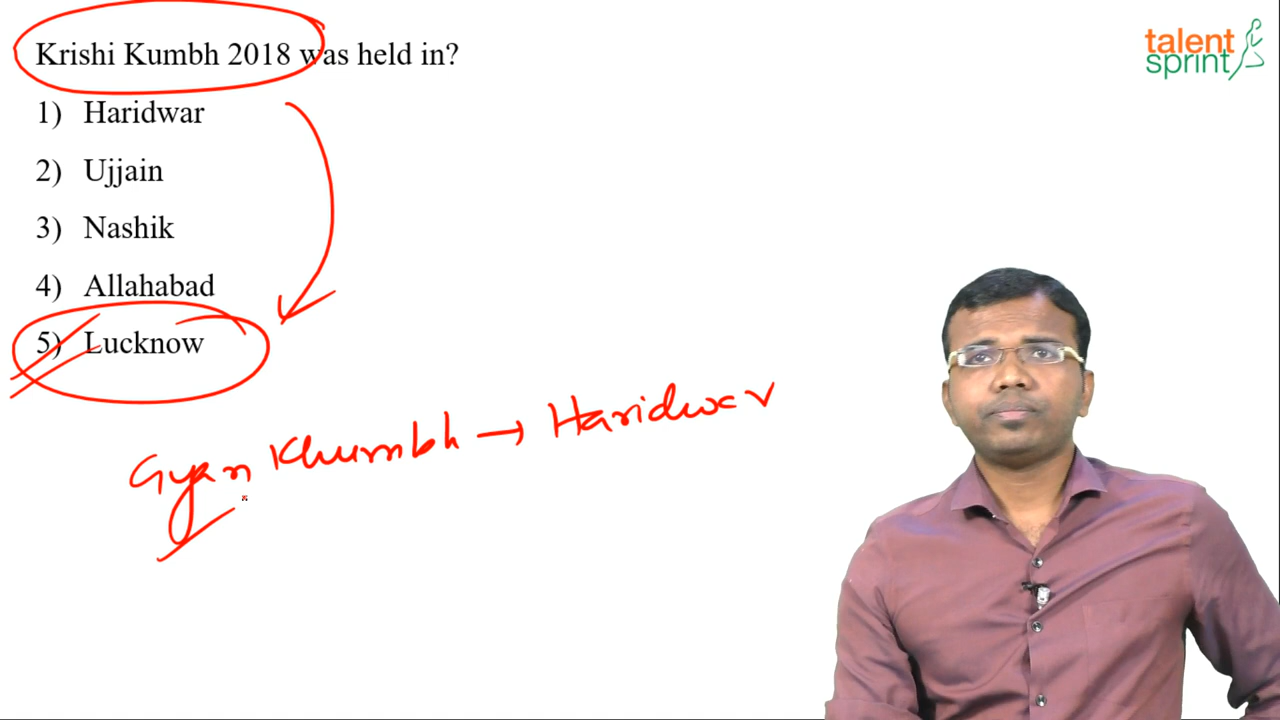 Krishi Kumbh 2018 was held in?
talent
sprint
1) Haridwar
2) Ujjain
3) Nashik
4) Allahabad
5) Lucknow
Gyan Khumbh → Haridwar